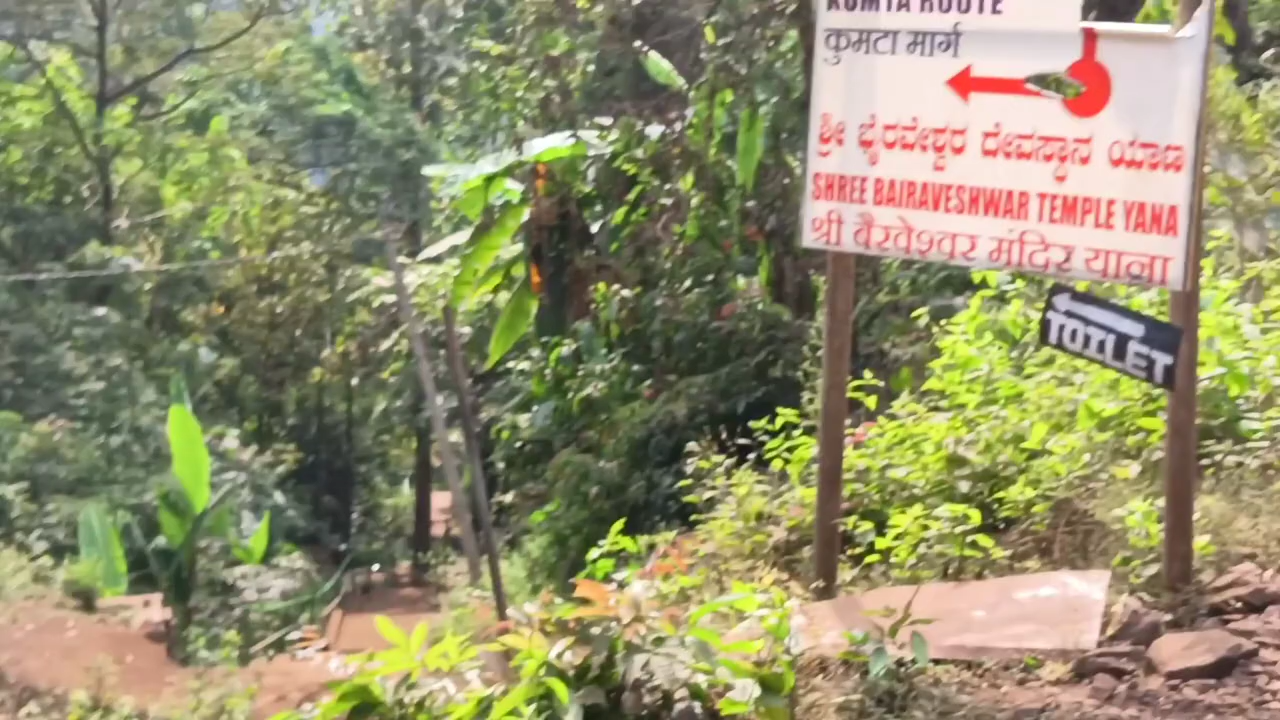 KUMTA ROUTE
कुमटा मार्ग
ಶ್ರೀ ಭೈರವೇಶ್ವರ ದೇವಸ್ಥಾನ ಯಾಣ
SHREE BAIRAVESHWAR TEMPLE YANA
श्री बैरवेश्वर मंदिर याना
TOILET